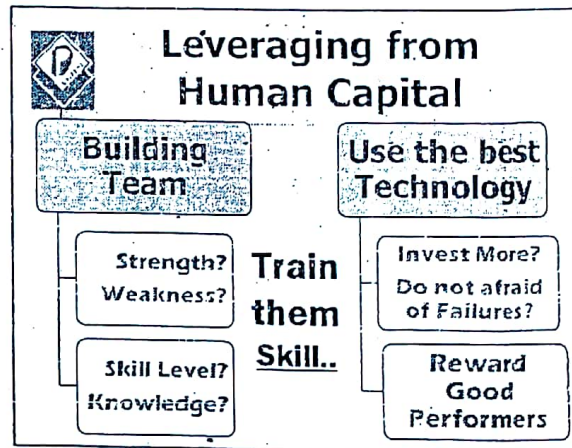 Leveraging from
Human Capital
Building
Team
Strength?
Weakness?
Skill Level?
Knowledge?
Train
them
Skill..
Use the best
Technology
Invest More?
Do not afraid
of Failures?
Reward
Good
Performers